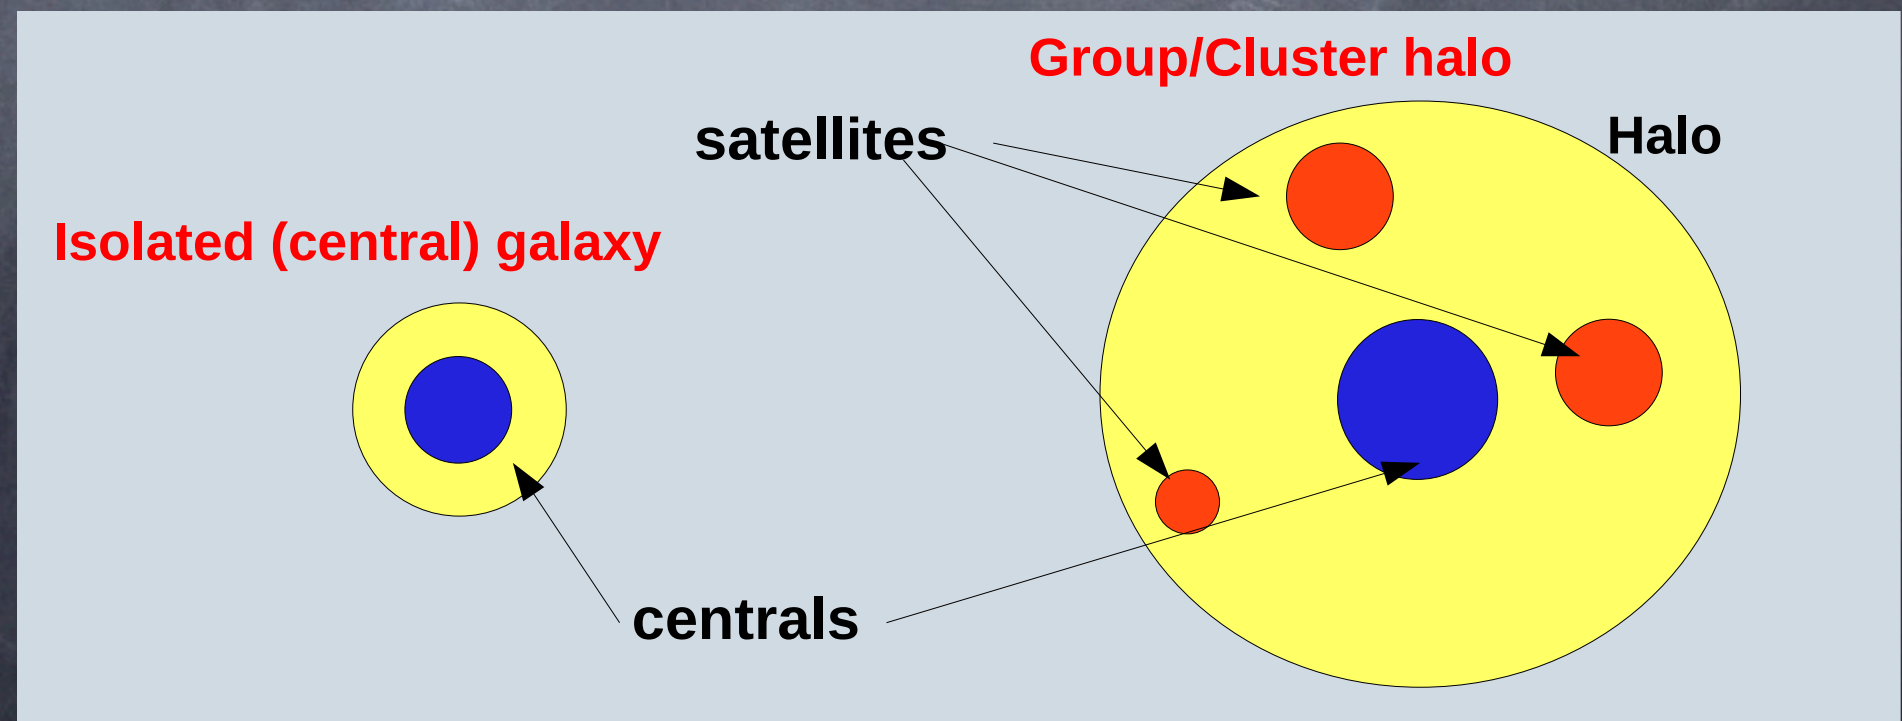 Group/Cluster halo
satellites
Halo
Isolated (central) galaxy
centrals